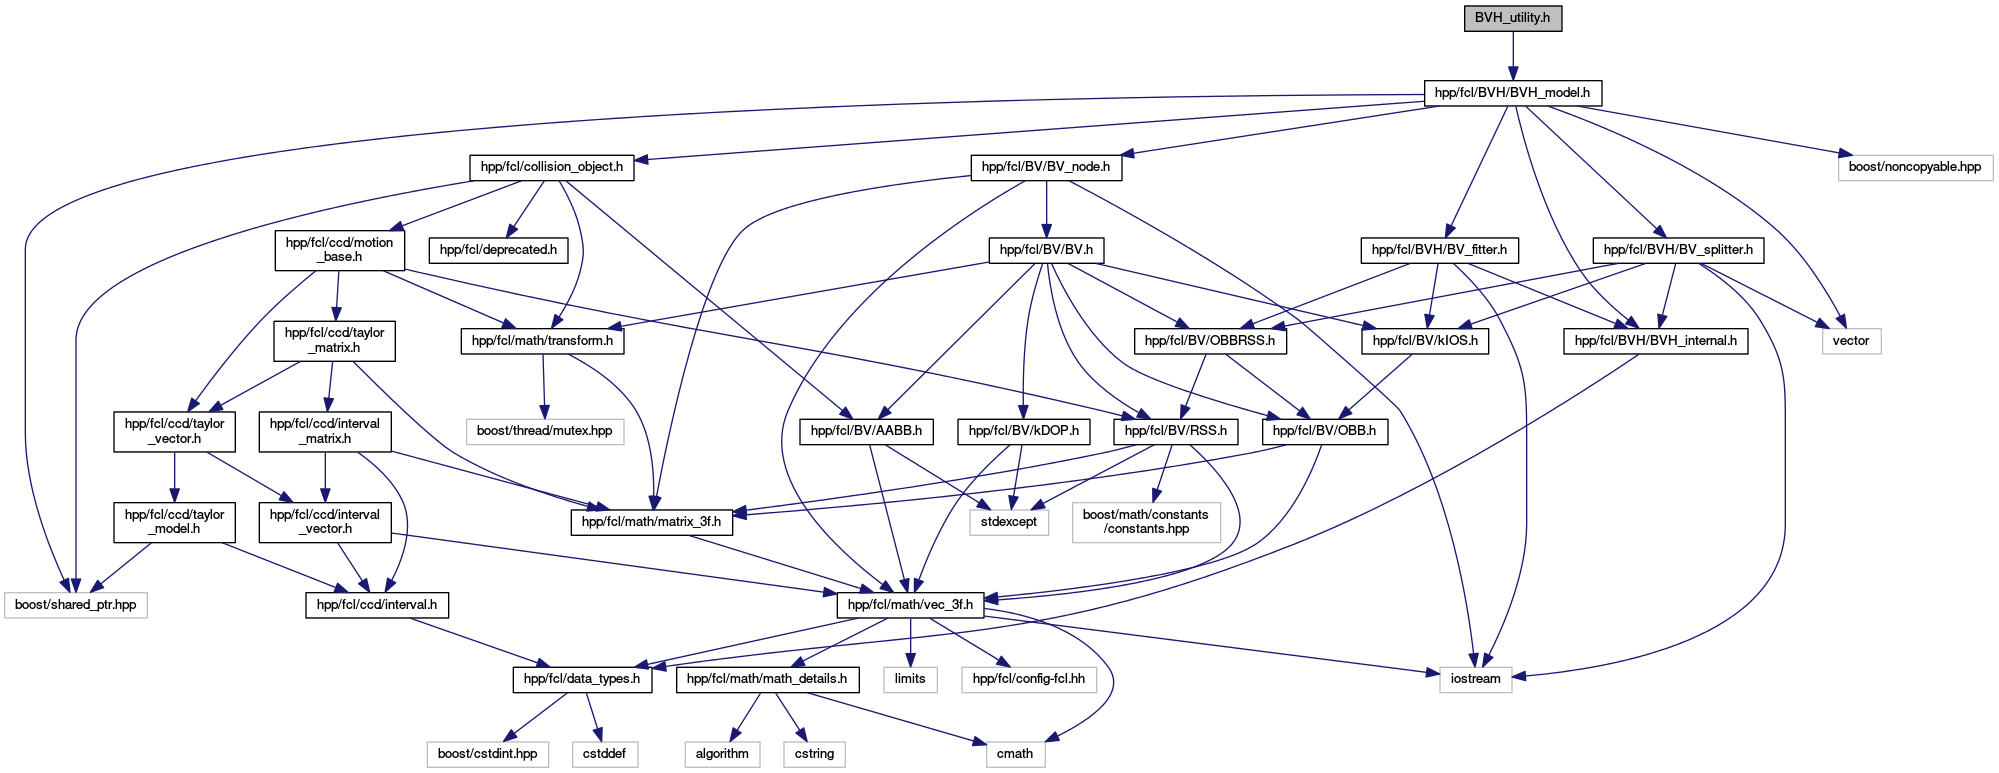 BVH_utility.h
hpp/fcl/BVH/BVH_model.h
hpp/fcl/collision_object.h
hpp/fcl/BV/BV_node.h
boost/noncopyable.hpp
hpp/fcl/ccd/motion
_base.h
hpp/fcl/deprecated.h
hpp/fcl/BV/BV.h
hpp/fcl/BVH/BV_fitter.h
hpp/fcl/BVH/BV_splitter.h
hpp/fcl/ccd/taylor
_matrix.h
hpp/fcl/math/transform.h
hpp/fcl/BV/OBBRSS.h
hpp/fcl/BV/kIOS.h
hpp/fcl/BVH/BVH_internal.h
vector
hpp/fcl/ccd/taylor
_vector.h
hpp/fcl/ccd/interval
_matrix.h
boost/thread/mutex.hpp
hpp/fcl/BV/AABB.h
hpp/fcl/BV/kDOP.h
hpp/fcl/BV/RSS.h
hpp/fcl/BV/OBB.h
hpp/fcl/ccd/taylor
_model.h
hpp/fcl/ccd/interval
_vector.h
hpp/fcl/math/matrix_3f.h
stdexcept
boost/math/constants
/constants.hpp
boost/shared_ptr.hpp
hpp/fcl/ccd/interval.h
hpp/fcl/math/vec_3f.h
hpp/fcl/data_types.h
hpp/fcl/math/math_details.h
limits
hpp/fcl/config-fcl.hh
iostream
boost/cstdint.hpp
cstddef
algorithm
cstring
cmath